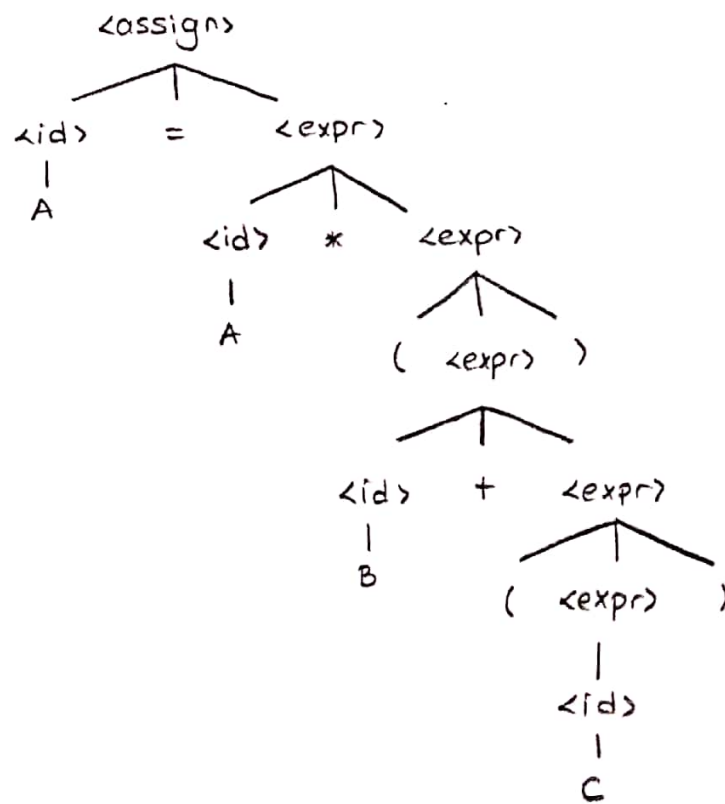 <assign>
<id> = <expr>
A
<id> * <expr>
A
( <expr> )
<id> + <expr>
B
( <expr> )
<id>
C